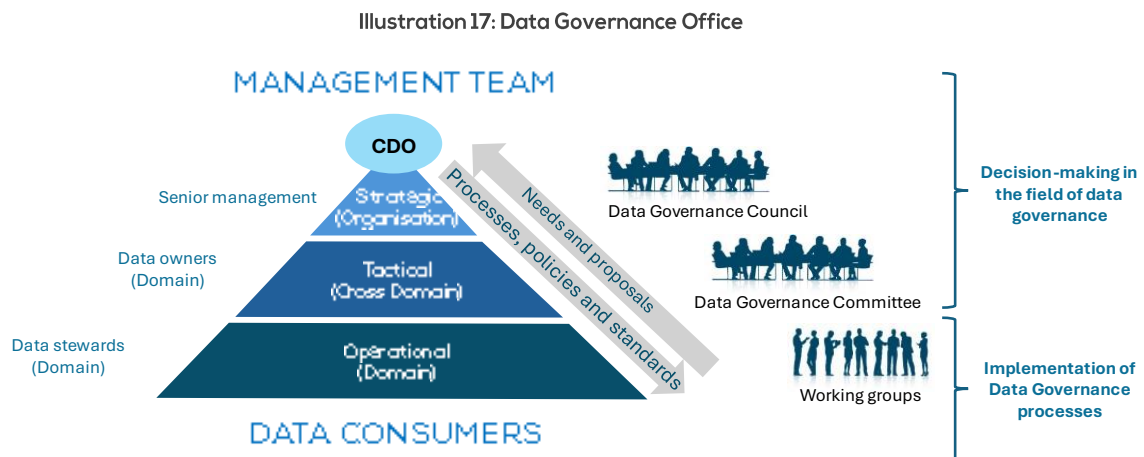 Illustration 17: Data Governance Office
MANAGEMENT TEAM
CDO
Senior management
Strategic
(Organisation)
Data owners
(Domain)
Tactical
(Cross Domain)
Data stewards
(Domain)
Operational
(Domain)
DATA CONSUMERS
Needs and proposals
Processes, policies and standards
Data Governance Council
Data Governance Committee
Working groups
Decision-making in
the field of data
governance
Implementation of
Data Governance
processes